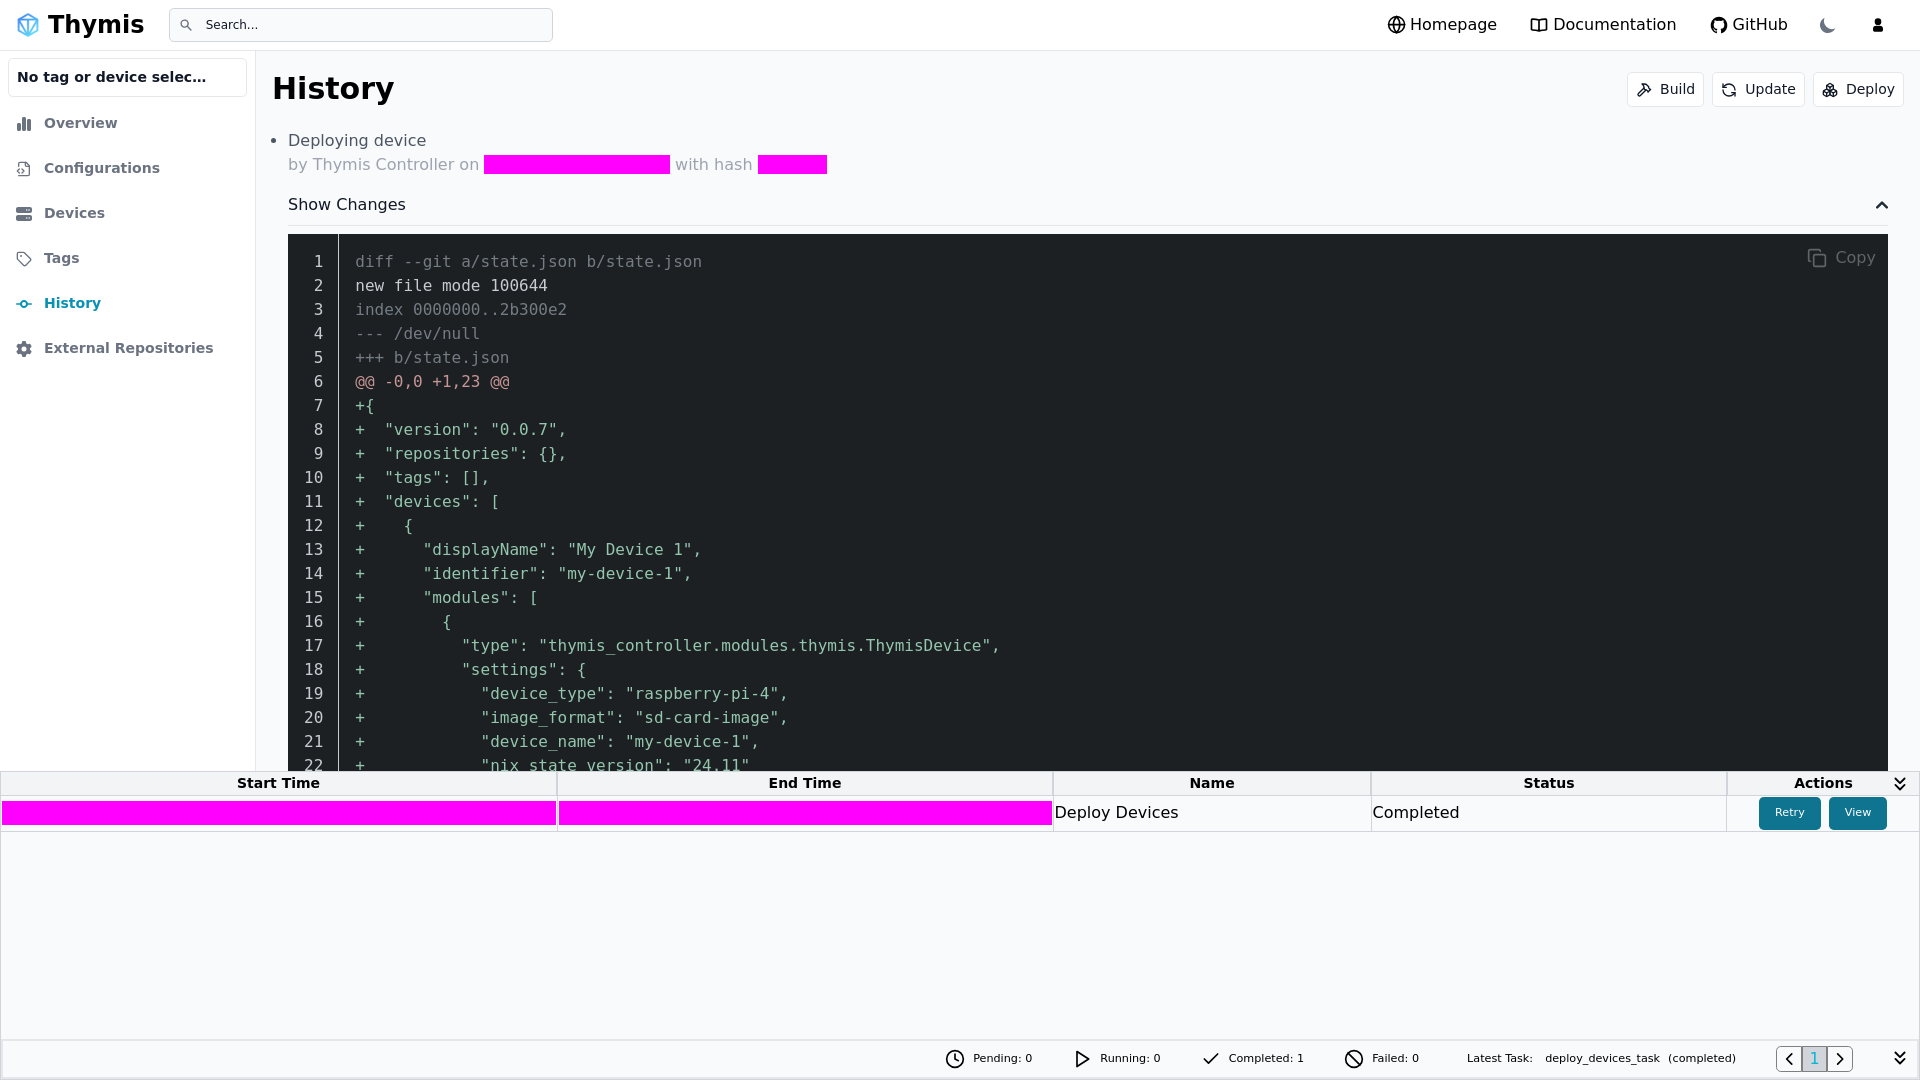 Thymis
Search...
Homepage
Documentation
GitHub
No tag or device selec...
Overview
Configurations
Devices
Tags
History
External Repositories
History
Build
Update
Deploy
Deploying device
by Thymis Controller on
with hash
Show Changes
Copy
1 diff --git a/state.json b/state.json
2 new file mode 100644
3 index 0000000..2b300e2
4 --- /dev/null
5 +++ b/state.json
6 @@ -0,0 +1,23 @@
7 +{
8 +  "version": "0.0.7",
9 +  "repositories": {},
10 +  "tags": [],
11 +  "devices": [
12 +    {
13 +      "displayName": "My Device 1",
14 +      "identifier": "my-device-1",
15 +      "modules": [
16 +        {
17 +          "type": "thymis_controller.modules.thymis.ThymisDevice",
18 +          "settings": {
19 +            "device_type": "raspberry-pi-4",
20 +            "image_format": "sd-card-image",
21 +            "device_name": "my-device-1",
22 +            "nix_state_version": "24.11"
Start Time
End Time
Name
Status
Actions
Deploy Devices
Completed
Retry
View
Pending: 0
Running: 0
Completed: 1
Failed: 0
Latest Task: deploy_devices_task (completed)
1